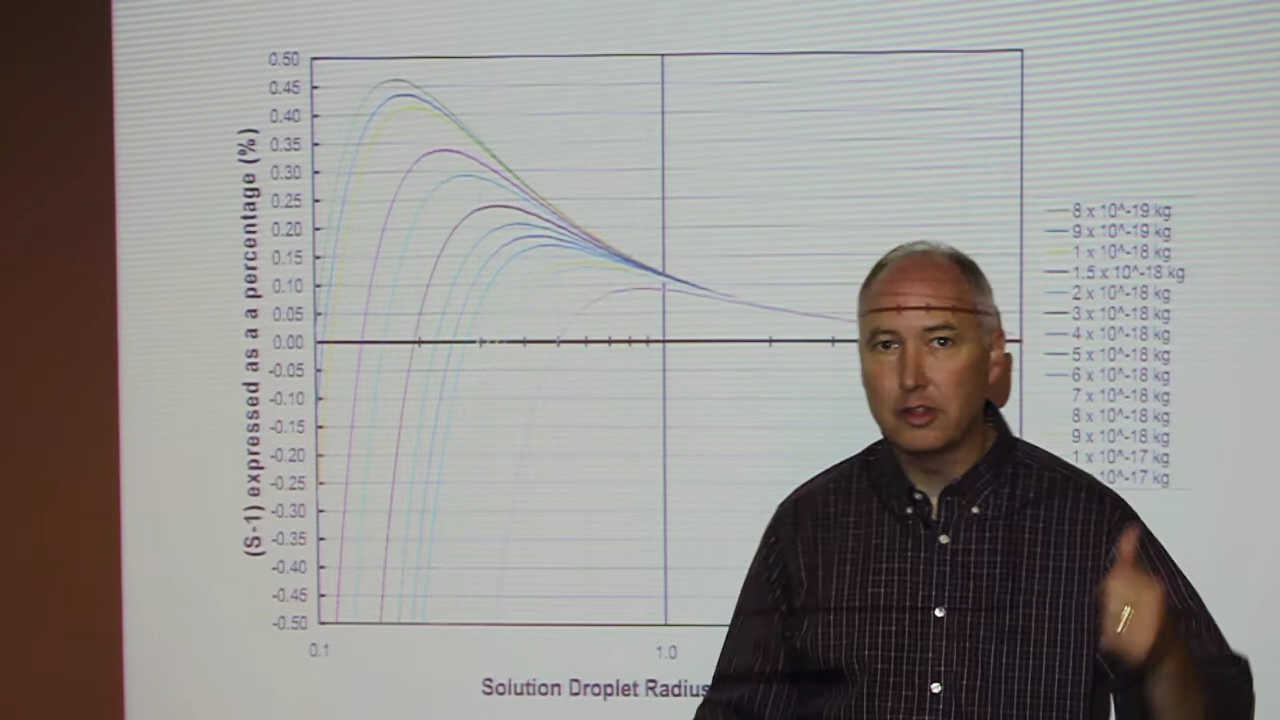 0.50
0.45
0.40
0.35
0.30
0.25
0.20
0.15
0.10
0.05
0.00
-0.05
-0.10
-0.15
-0.20
-0.25
-0.30
-0.35
-0.40
-0.45
-0.50
(S-1) expressed as a a percentage (%)
0.1
1.0
Solution Droplet Radius
8 x 10^-19 kg
9 x 10^-19 kg
1 x 10^-18 kg
1.5 x 10^-18 kg
2 x 10^-18 kg
3 x 10^-18 kg
4 x 10^-18 kg
5 x 10^-18 kg
6 x 10^-18 kg
7 x 10^-18 kg
8 x 10^-18 kg
9 x 10^-18 kg
1 x 10^-17 kg
10^-17 kg